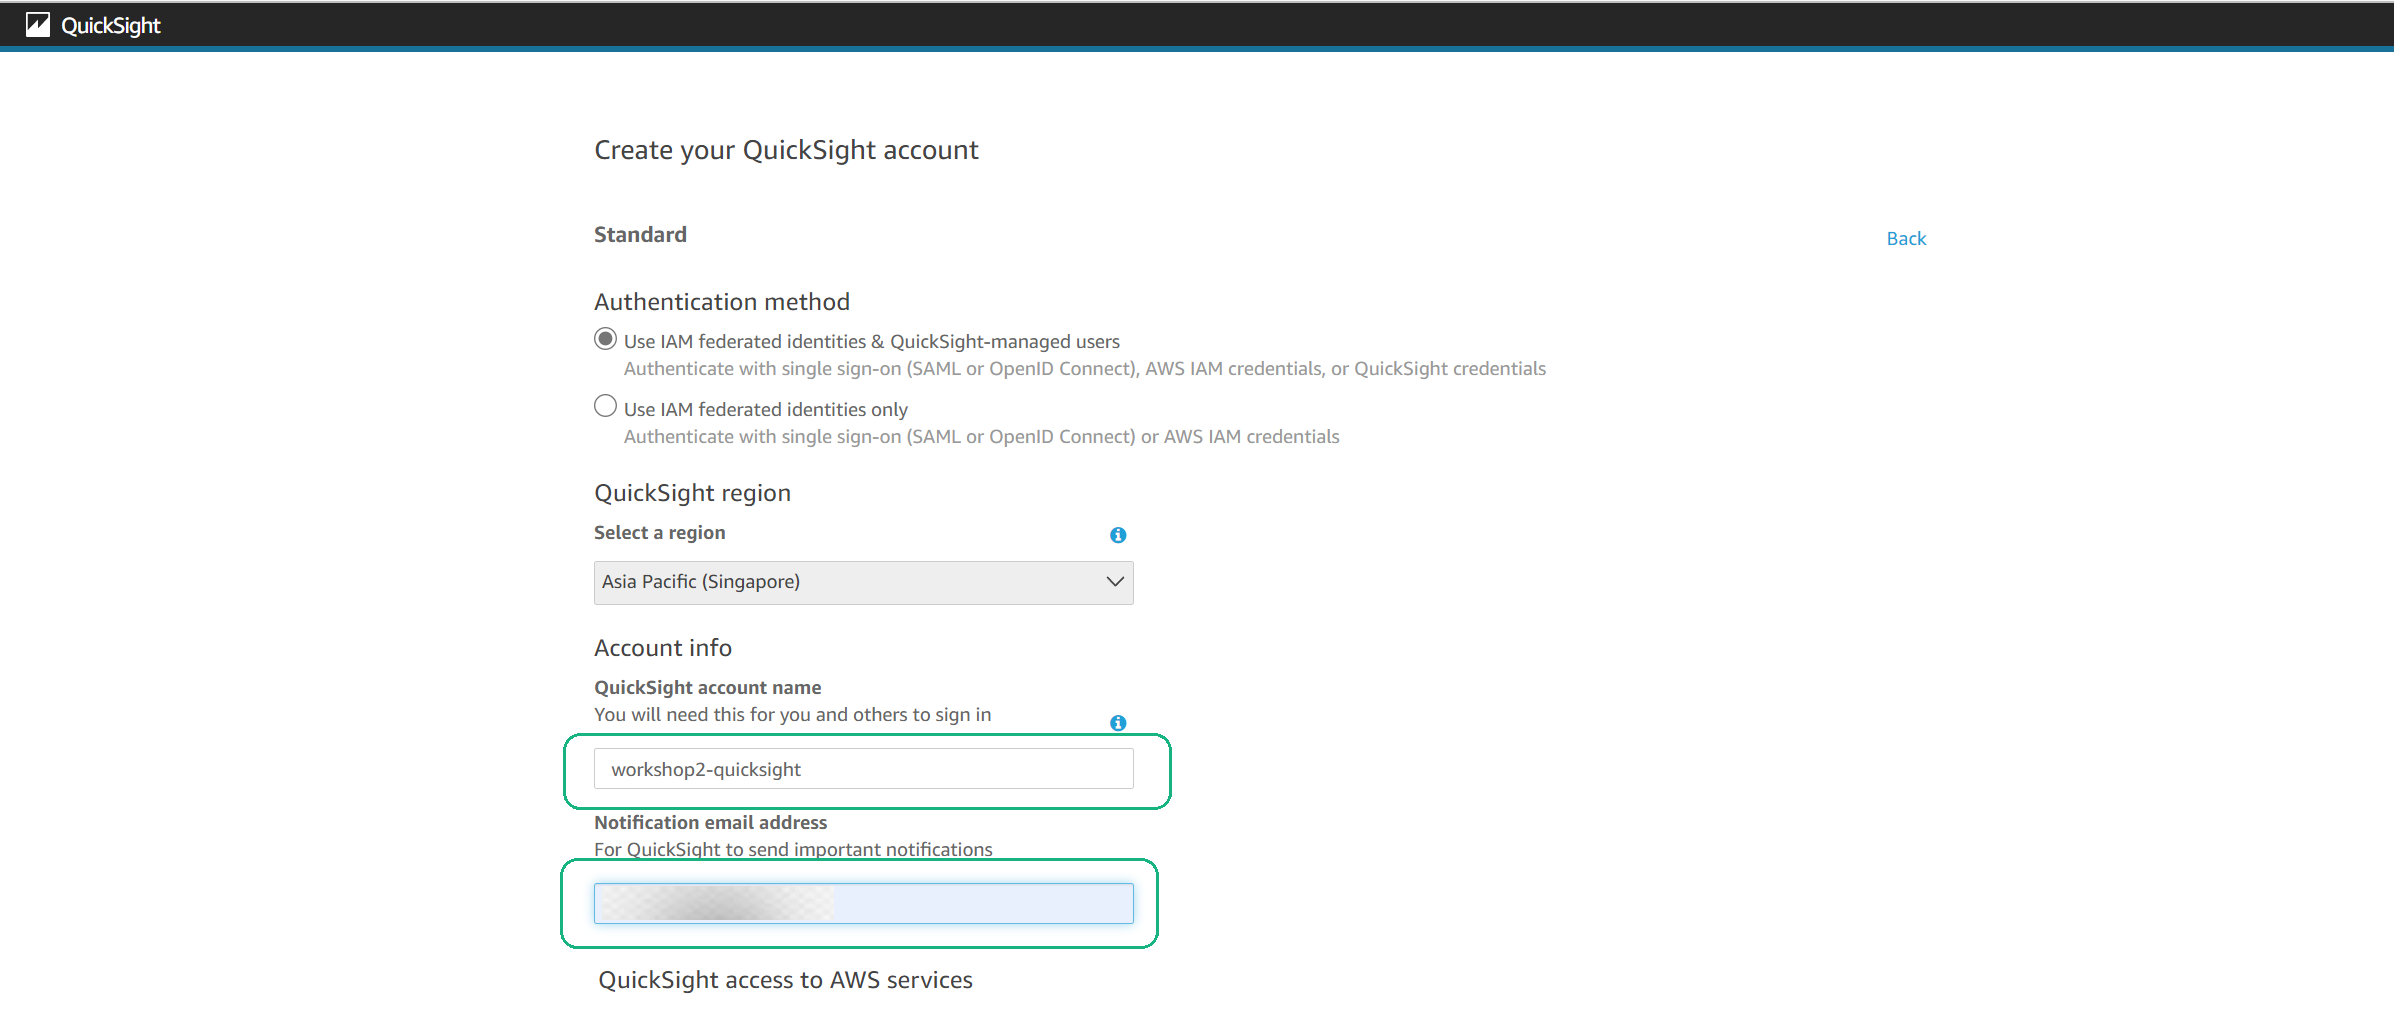 QuickSight
Create your QuickSight account
Standard
Back
Authentication method
Use IAM federated identities & QuickSight-managed users
Authenticate with single sign-on (SAML or OpenID Connect), AWS IAM credentials, or QuickSight credentials
Use IAM federated identities only
Authenticate with single sign-on (SAML or OpenID Connect) or AWS IAM credentials
QuickSight region
Select a region
Asia Pacific (Singapore)
Account info
QuickSight account name
You will need this for you and others to sign in
workshop2-quicksight
Notification email address
For QuickSight to send important notifications
QuickSight access to AWS services